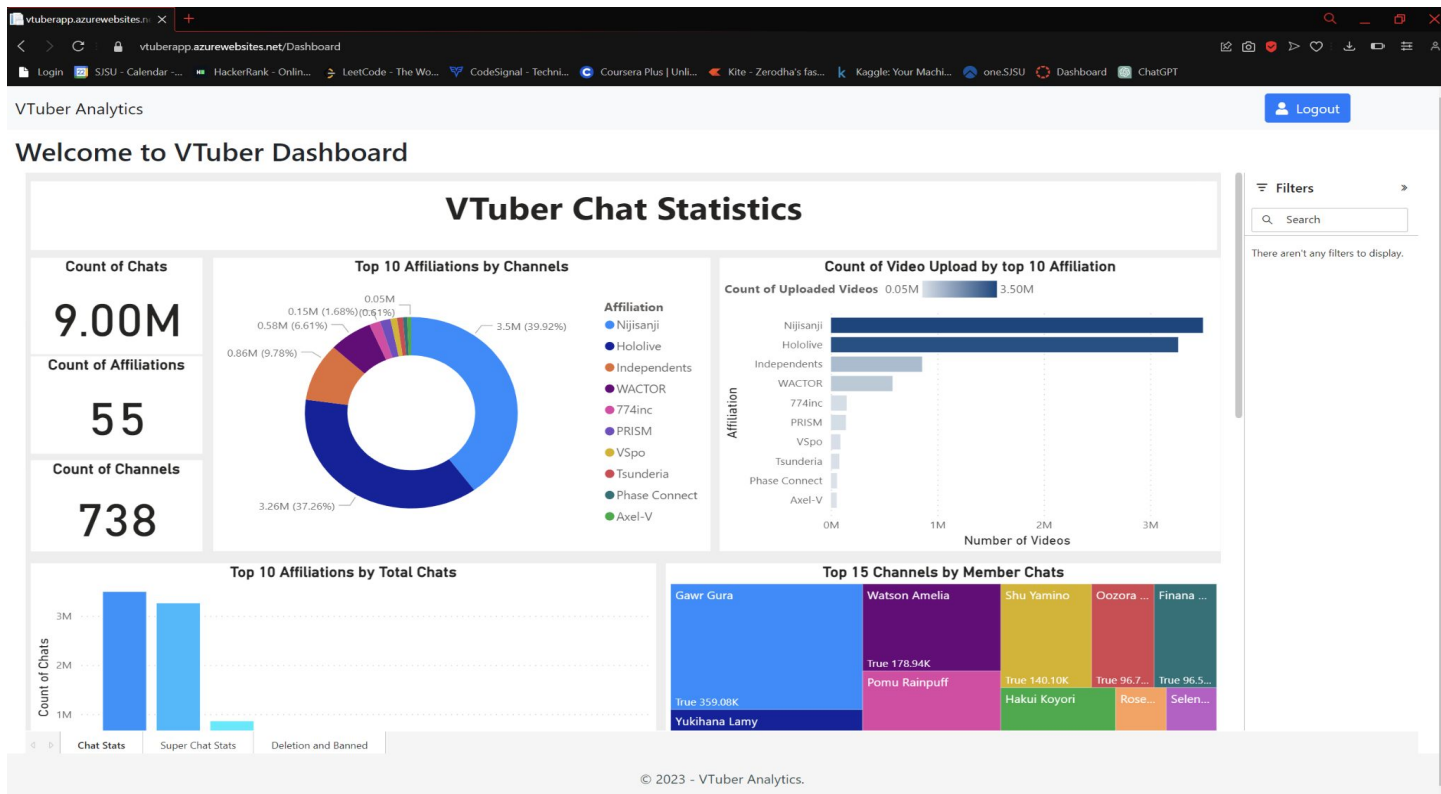 vtuberapp.azurewebsites.n
vtuberapp.azurewebsites.net/Dashboard
Login SJSU - Calendar -... HackerRank - Onlin... LeetCode - The Wo... CodeSignal - Techni... Coursera Plus | Unli... Kite - Zerodha's fas... Kaggle: Your Machi... one.SJSU Dashboard ChatGPT
VTuber Analytics
Logout
Welcome to VTuber Dashboard
VTuber Chat Statistics
Filters
Search
There aren't any filters to display.
Count of Chats
9.00M
Count of Affiliations
55
Count of Channels
738
Top 10 Affiliations by Channels
0.05M
0.15M (1.68%)(0.61%)
0.58M (6.61%)
0.86M (9.78%)
3.5M (39.92%)
3.26M (37.26%)
Affiliation
Nijisanji
Hololive
Independents
WACTOR
774inc
PRISM
VSpo
Tsunderia
Phase Connect
Axel-V
Count of Video Upload by top 10 Affiliation
Count of Uploaded Videos 0.05M 3.50M
Affiliation
Nijisanji
Hololive
Independents
WACTOR
774inc
PRISM
VSpo
Tsunderia
Phase Connect
Axel-V
0M 1M 2M 3M
Number of Videos
Top 10 Affiliations by Total Chats
Count of Chats
3M
2M
1M
Top 15 Channels by Member Chats
Gawr Gura
True 359.08K
Yukihana Lamy
Watson Amelia
True 178.94K
Pomu Rainpuff
Shu Yamino
True 140.10K
Oozora ...
True 96.7...
Finana ...
True 96.5...
Hakui Koyori
Rose...
Selen...
Chat Stats Super Chat Stats Deletion and Banned
© 2023 - VTuber Analytics.